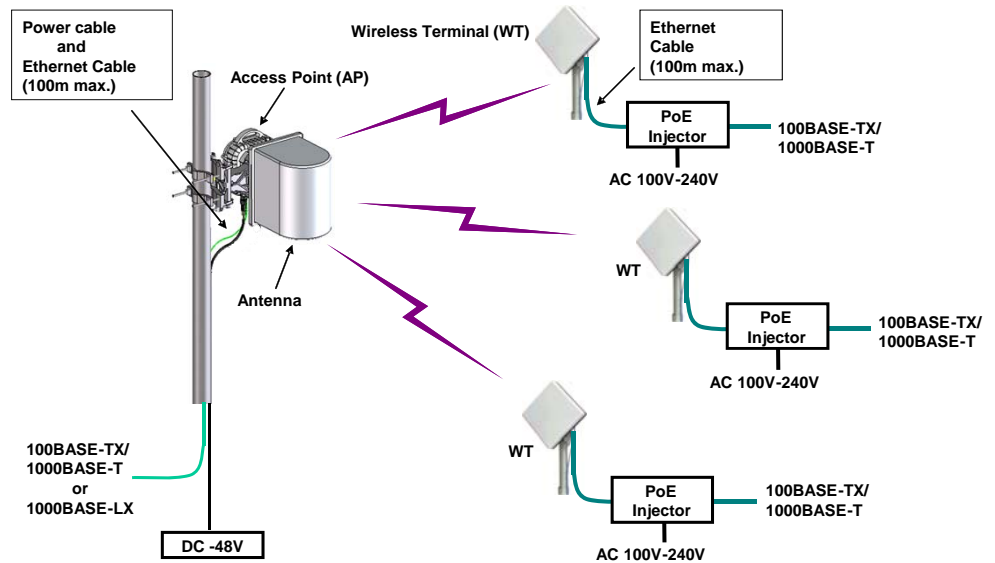 Power cable
and
Ethernet Cable
(100m max.)
Access Point (AP)
Antenna
100BASE-TX/
1000BASE-T
or
1000BASE-LX
DC -48V
Wireless Terminal (WT)
Ethernet
Cable
(100m max.)
PoE
Injector
100BASE-TX/
1000BASE-T
AC 100V-240V
WT
PoE
Injector
100BASE-TX/
1000BASE-T
AC 100V-240V
WT
PoE
Injector
100BASE-TX/
1000BASE-T
AC 100V-240V